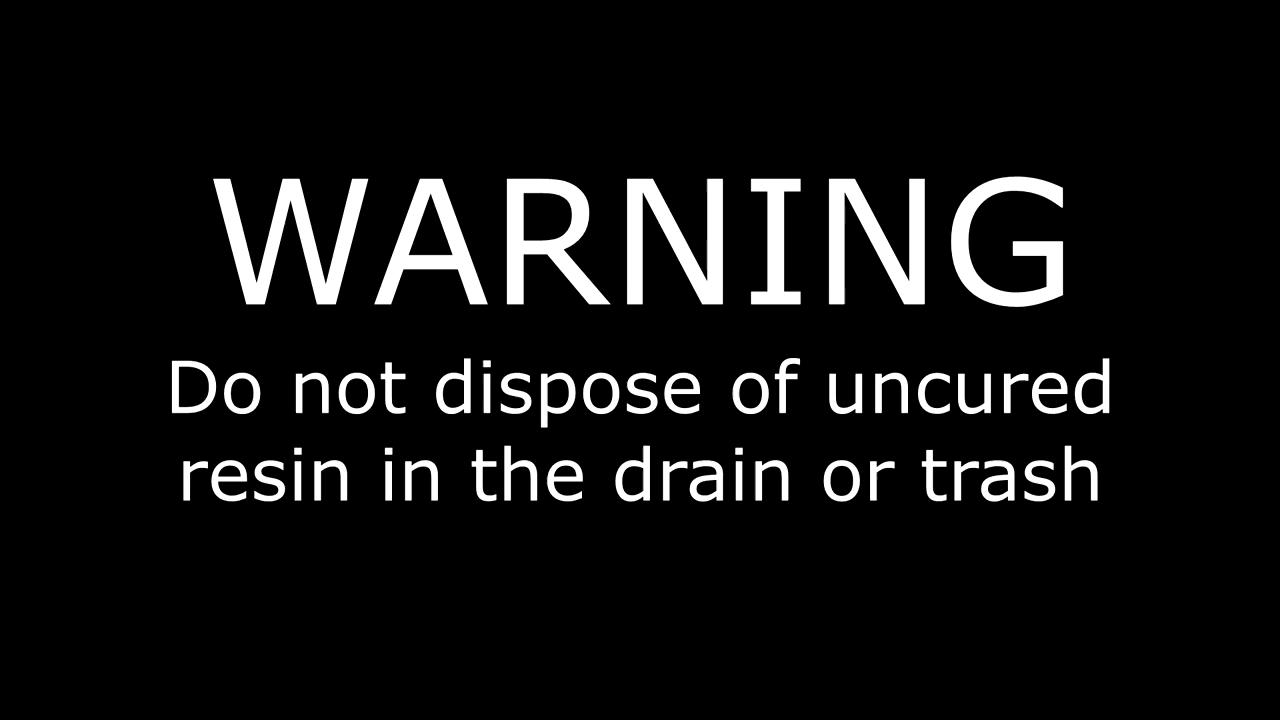 WARNING
Do not dispose of uncured
resin in the drain or trash